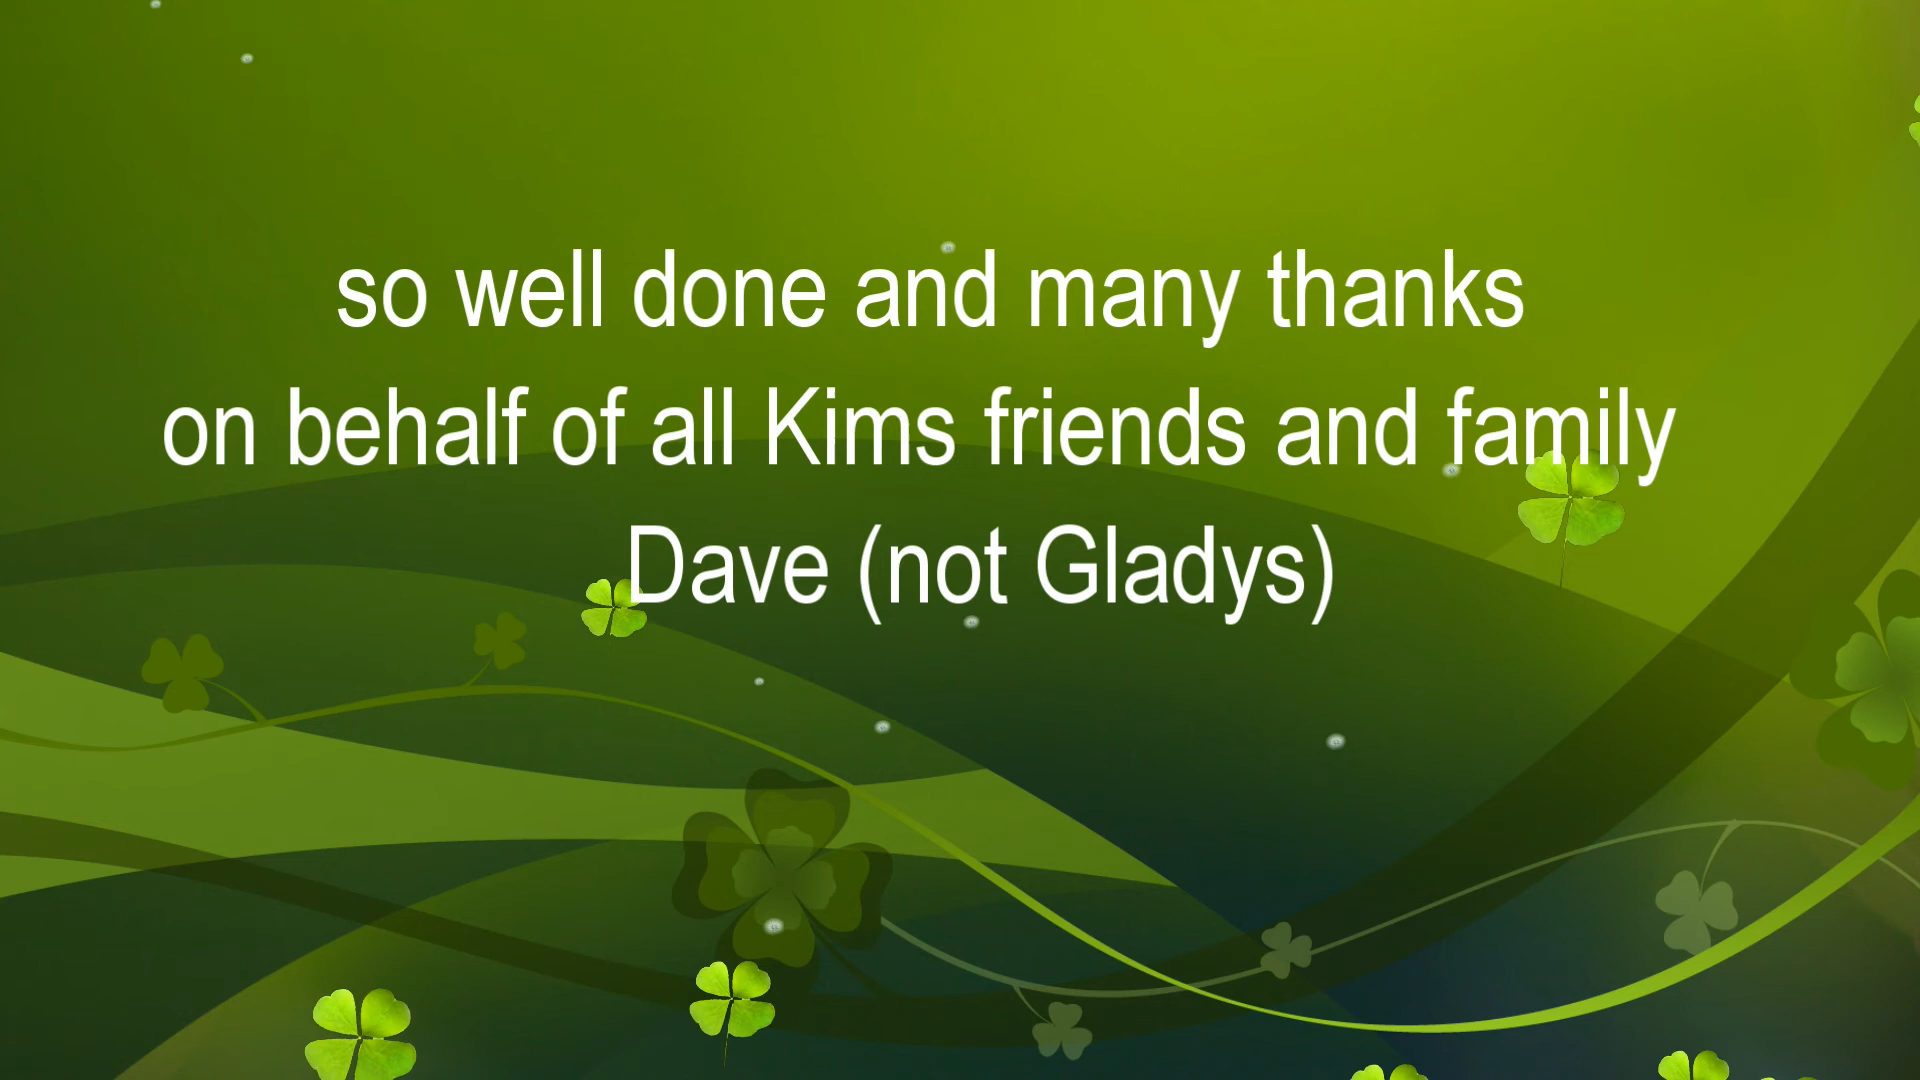 so well done and many thanks
on behalf of all Kims friends and family
Dave (not Gladys)